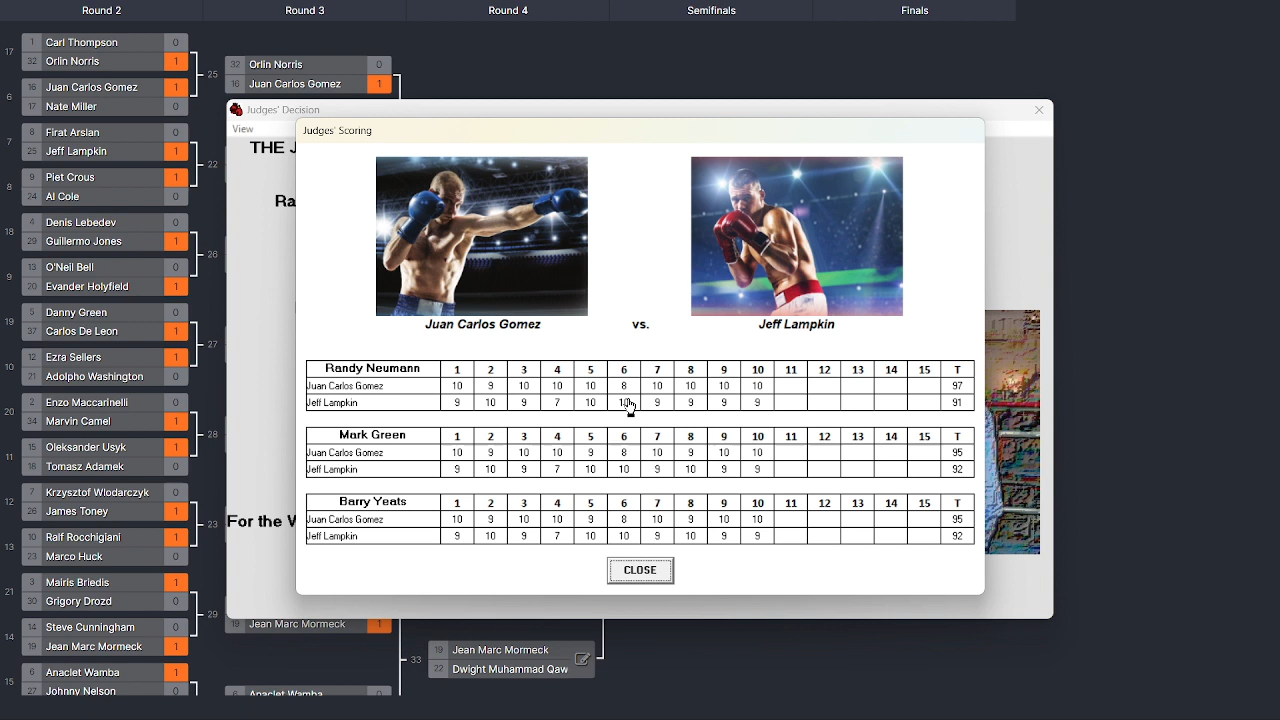 Round 2 Round 3 Round 4 Semifinals Finals
17
1 Carl Thompson 0
32 Orlin Norris 1
6
16 Juan Carlos Gomez 1
17 Nate Miller 0
7
8 Firat Arslan 0
25 Jeff Lampkin 1
8
9 Piet Crous 1
24 Al Cole 0
18
4 Denis Lebedev 0
29 Guillermo Jones 1
9
13 O'Neil Bell 0
20 Evander Holyfield 1
19
5 Danny Green 0
37 Carlos De Leon 1
10
12 Ezra Sellers 1
21 Adolpho Washington 0
20
2 Enzo Maccarinelli 0
34 Marvin Camel 1
11
15 Oleksander Usyk 1
18 Tomasz Adamek 0
12
7 Krzysztof Wlodarczyk 0
26 James Toney 1
13
10 Ralf Rocchigiani 1
23 Marco Huck 0
21
3 Mairis Briedis 1
30 Grigory Drozd 0
14
14 Steve Cunningham 0
19 Jean Marc Mormeck 1
15
6 Anaclet Wamba 1
27 Johnny Nelson 0
25
32 Orlin Norris 0
16 Juan Carlos Gomez 1
22
26
27
28
23
29
19 Jean Marc Mormeck 1
6 Anaclet Wamba 0
33
19 Jean Marc Mormeck
22 Dwight Muhammad Qaw
Judges' Decision
View
THE J
Ra
For the W
Judges' Scoring
Juan Carlos Gomez vs. Jeff Lampkin
Randy Neumann 1 2 3 4 5 6 7 8 9 10 11 12 13 14 15 T
Juan Carlos Gomez 10 9 10 10 10 8 10 10 10 10 97
Jeff Lampkin 9 10 9 7 10 10 9 9 9 9 91
Mark Green 1 2 3 4 5 6 7 8 9 10 11 12 13 14 15 T
Juan Carlos Gomez 10 9 10 10 9 8 10 9 10 10 95
Jeff Lampkin 9 10 9 7 10 10 9 10 9 9 92
Barry Yeats 1 2 3 4 5 6 7 8 9 10 11 12 13 14 15 T
Juan Carlos Gomez 10 9 10 10 9 8 10 9 10 10 95
Jeff Lampkin 9 10 9 7 10 10 9 10 9 9 92
CLOSE